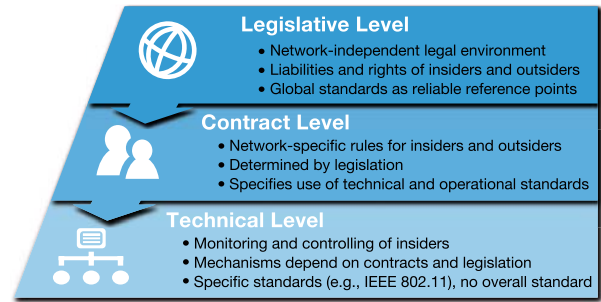 Legislative Level
• Network-independent legal environment
• Liabilities and rights of insiders and outsiders
• Global standards as reliable reference points
Contract Level
• Network-specific rules for insiders and outsiders
• Determined by legislation
• Specifies use of technical and operational standards
Technical Level
• Monitoring and controlling of insiders
• Mechanisms depend on contracts and legislation
• Specific standards (e.g., IEEE 802.11), no overall standard